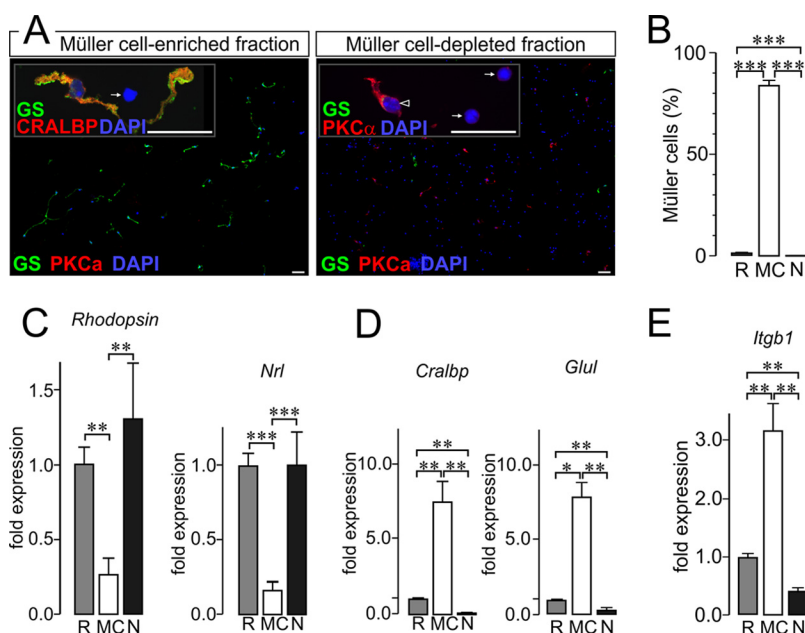 A
Müller cell-enriched fraction
Müller cell-depleted fraction
GS
CRALBP DAPI
GS PKCa DAPI
GS
PKCα DAPI
GS PKCa DAPI
B
Müller cells (%)
100
80
40
0
*** 
*** ***
R MC N
C
Rhodopsin
fold expression
1.5
1.0
0.5
0.0
**
**
R MC N
Nrl
1.0
0.5
0.0
***
***
R MC N
D
Cralbp
fold expression
10.0
5.0
0.0
**
** **
R MC N
Glul
fold expression
10.0
5.0
0.0
**
* **
R MC N
E
Itgb1
fold expression
3.0
2.0
1.0
0.0
**
** **
R MC N